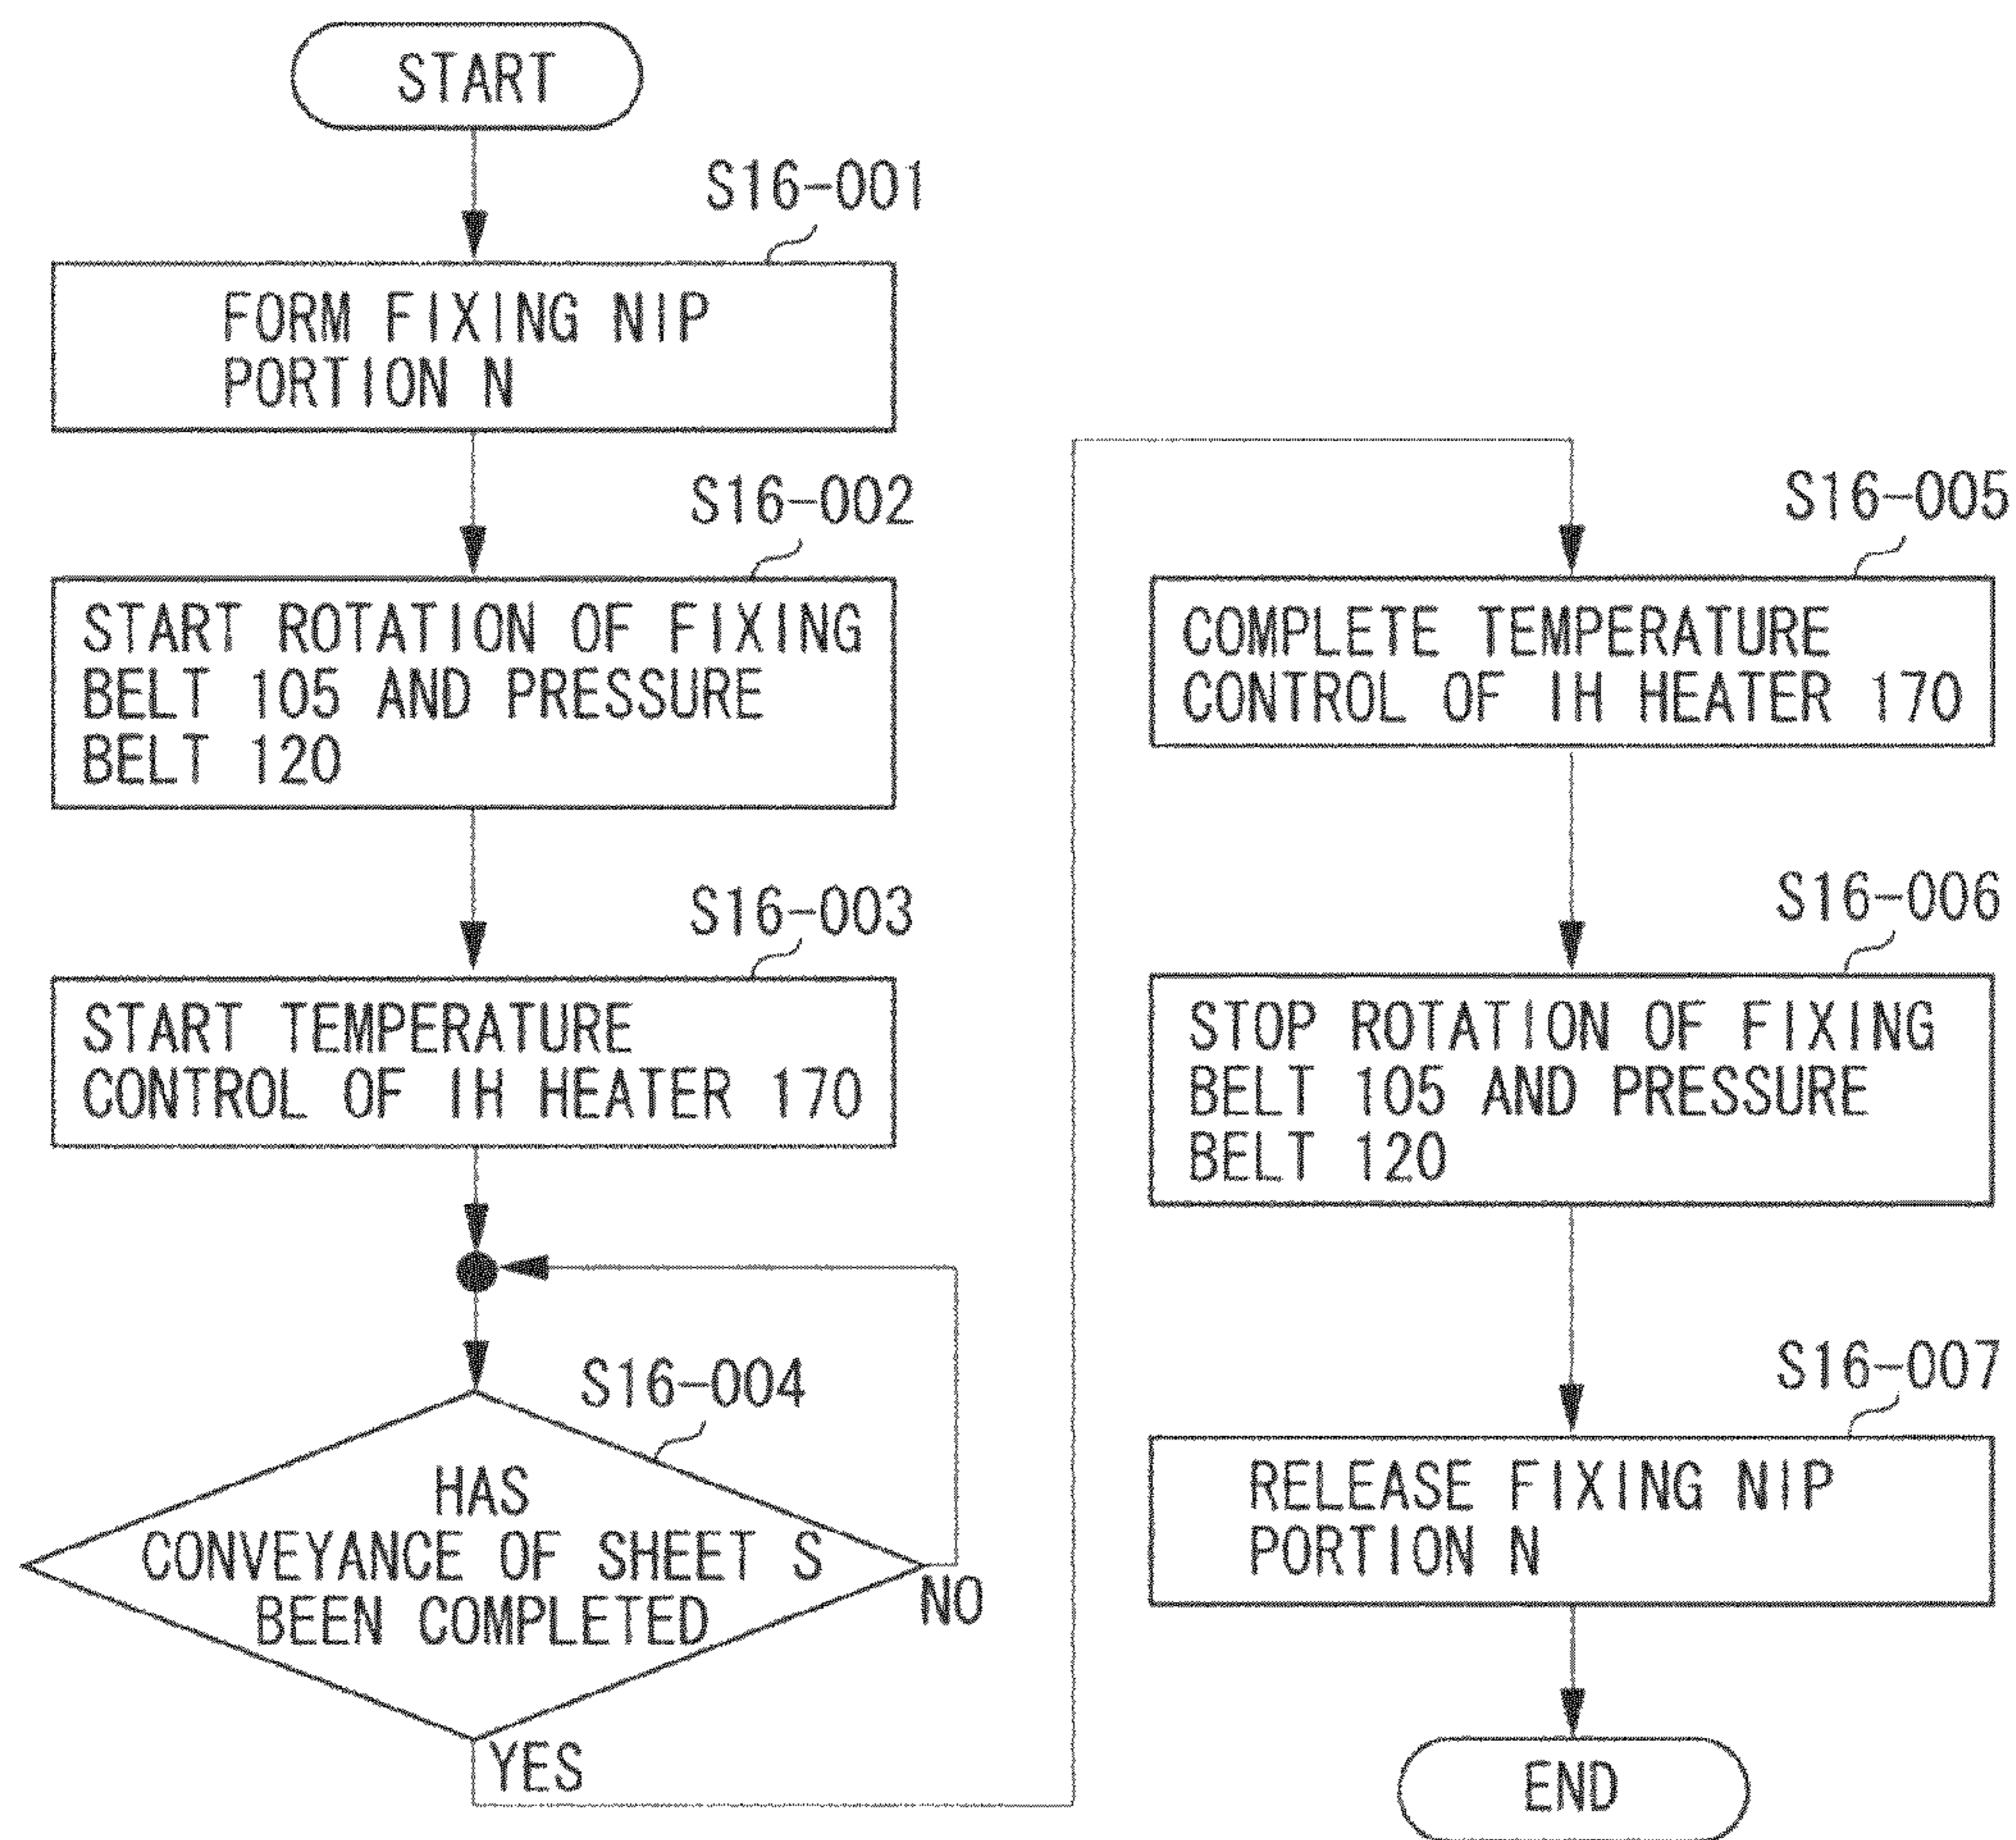 START
S16-001
FORM FIXING NIP
PORTION N
S16-002
START ROTATION OF FIXING
BELT 105 AND PRESSURE
BELT 120
S16-003
START TEMPERATURE
CONTROL OF IH HEATER 170
S16-004
HAS
CONVEYANCE OF SHEET S
BEEN COMPLETED
NO
YES
S16-005
COMPLETE TEMPERATURE
CONTROL OF IH HEATER 170
S16-006
STOP ROTATION OF FIXING
BELT 105 AND PRESSURE
BELT 120
S16-007
RELEASE FIXING NIP
PORTION N
END